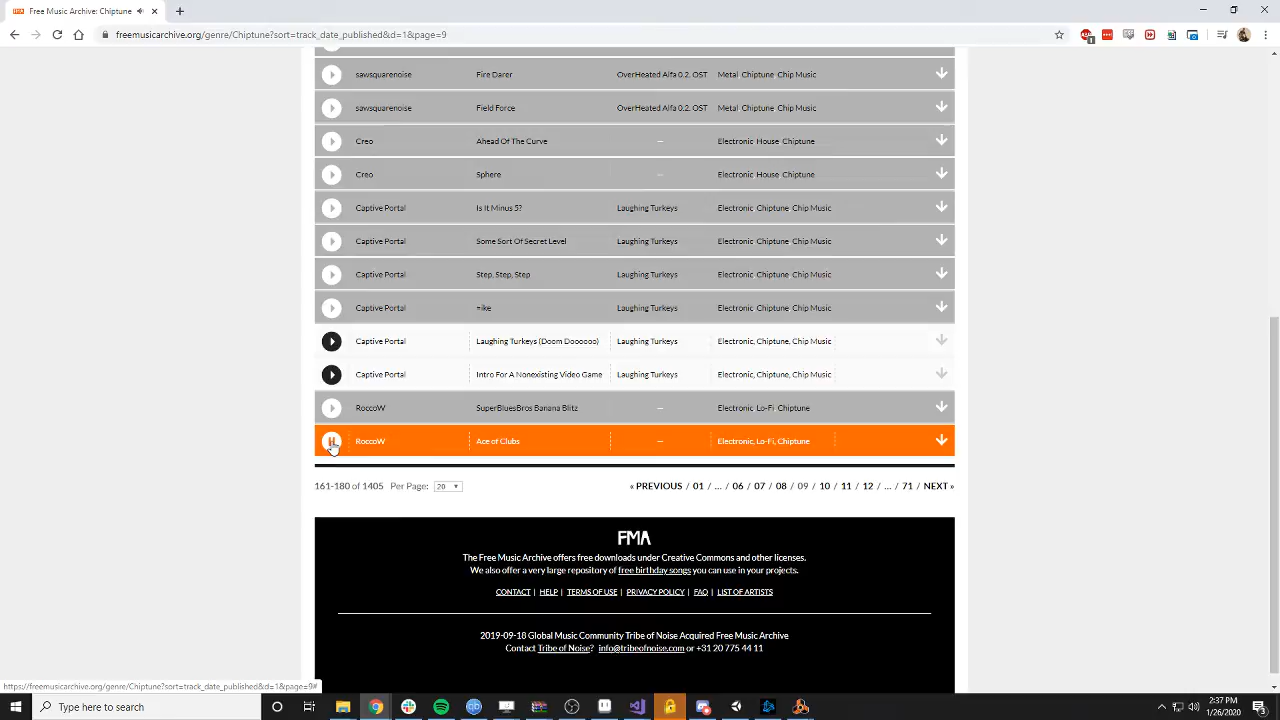 Free Music Archive: Chiptune
freemusicarchive.org/genre/Chiptune?sort=track_date_published&d=1&page=9
1
sawsquarenoise Fire Darer OverHeated Alfa 0.2. OST Metal Chiptune Chip Music
sawsquarenoise Field Force OverHeated Alfa 0.2. OST Metal Chiptune Chip Music
Creo Ahead Of The Curve — Electronic House Chiptune
Creo Sphere — Electronic House Chiptune
Captive Portal Is It Minus 5? Laughing Turkeys Electronic Chiptune Chip Music
Captive Portal Some Sort Of Secret Level Laughing Turkeys Electronic Chiptune Chip Music
Captive Portal Step, Step, Step Laughing Turkeys Electronic Chiptune Chip Music
Captive Portal =ike Laughing Turkeys Electronic Chiptune Chip Music
Captive Portal Laughing Turkeys (Doom Doooooo) Laughing Turkeys Electronic, Chiptune, Chip Music
Captive Portal Intro For A Nonexisting Video Game Laughing Turkeys Electronic, Chiptune, Chip Music
RoccoW SuperBluesBros Banana Blitz — Electronic Lo-Fi Chiptune
RoccoW Ace of Clubs — Electronic, Lo-Fi, Chiptune
161-180 of 1405 Per Page: 20 « PREVIOUS / 01 / ... / 06 / 07 / 08 / 09 / 10 / 11 / 12 / ... / 71 / NEXT »
FMA
The Free Music Archive offers free downloads under Creative Commons and other licenses.
We also offer a very large repository of free birthday songs you can use in your projects.
CONTACT | HELP | TERMS OF USE | PRIVACY POLICY | FAQ | LIST OF ARTISTS
2019-09-18 Global Music Community Tribe of Noise Acquired Free Music Archive
Contact Tribe of Noise? info@tribeofnoise.com or +31 20 775 44 11
https://freemusicarchive.org/genre/Chiptune?sort=track_date_published&d=1&page=9#
Type here to search
2:37 PM
1/26/2020